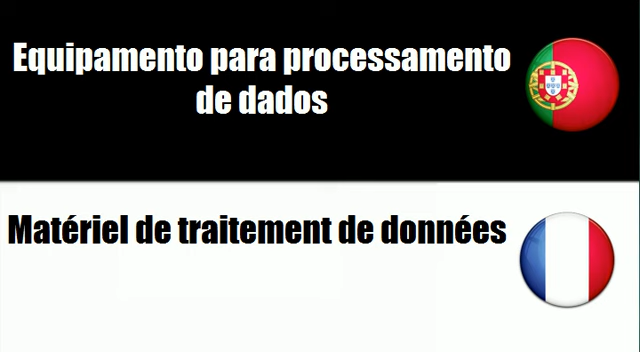 Equipamento para processamento
de dados
Matériel de traitement de données